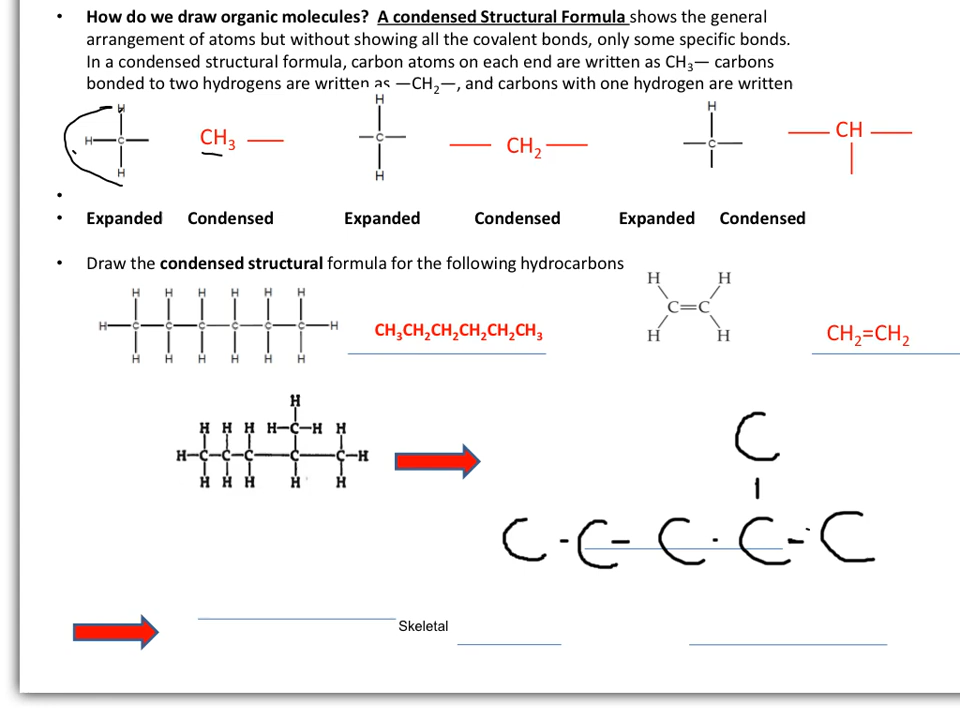 • How do we draw organic molecules? A condensed Structural Formula shows the general
arrangement of atoms but without showing all the covalent bonds, only some specific bonds.
In a condensed structural formula, carbon atoms on each end are written as CH₃— carbons
bonded to two hydrogens are written as —CH₂—, and carbons with one hydrogen are written
H H H
H—C— CH₃ — —C— — CH₂ — —C— — CH —
H H
•
• Expanded Condensed Expanded Condensed Expanded Condensed
• Draw the condensed structural formula for the following hydrocarbons
H H
H H H H H H
C=C
H—C—C—C—C—C—C—H CH₃CH₂CH₂CH₂CH₂CH₃ H H CH₂=CH₂
H H H H H H
H
H H H H—C—H H
C
H—C—C—C—C—C—H
H H H H H
C-C-C-C-C
Skeletal